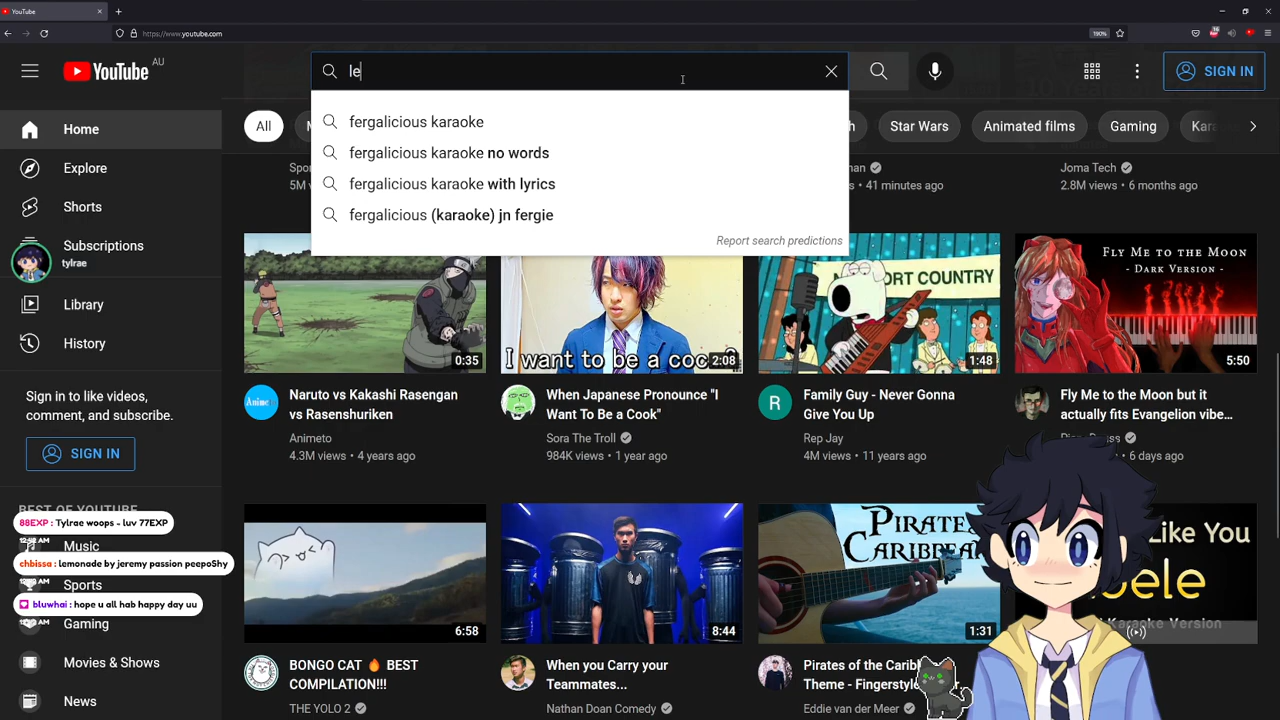 YouTube
https://www.youtube.com
190%
YouTube AU
le
SIGN IN
fergalicious karaoke
fergalicious karaoke no words
fergalicious karaoke with lyrics
fergalicious (karaoke) jn fergie
Report search predictions
All
Star Wars
Animated films
Gaming
Home
Explore
Shorts
Subscriptions
tylrae
Library
History
Sign in to like videos,
comment, and subscribe.
SIGN IN
BEST OF YOUTUBE
88EXP : Tylrae woops - luv 77EXP
Music
chbissa : lemonade by jeremy passion peepoShy
Sports
bluwhai : hope u all hab happy day uu
Gaming
Movies & Shows
News
41 minutes ago
Joma Tech
2.8M views • 6 months ago
0:35
Naruto vs Kakashi Rasengan
vs Rasenshuriken
Animeto
4.3M views • 4 years ago
I want to be a
2:08
When Japanese Pronounce "I
Want To Be a Cook"
Sora The Troll
984K views • 1 year ago
COUNTRY
1:48
R
Family Guy - Never Gonna
Give You Up
Rep Jay
4M views • 11 years ago
FLY ME TO THE MOON
- DARK VERSION -
5:50
Fly Me to the Moon but it
actually fits Evangelion vibe...
6 days ago
6:58
BONGO CAT 🔥 BEST
COMPILATION!!!
THE YOLO 2
8:44
When you Carry your
Teammates...
Nathan Doan Comedy
PIRATES
1:31
Pirates of the
Theme - Fingerstyle
Eddie van der Meer
Like You
Karaoke Version